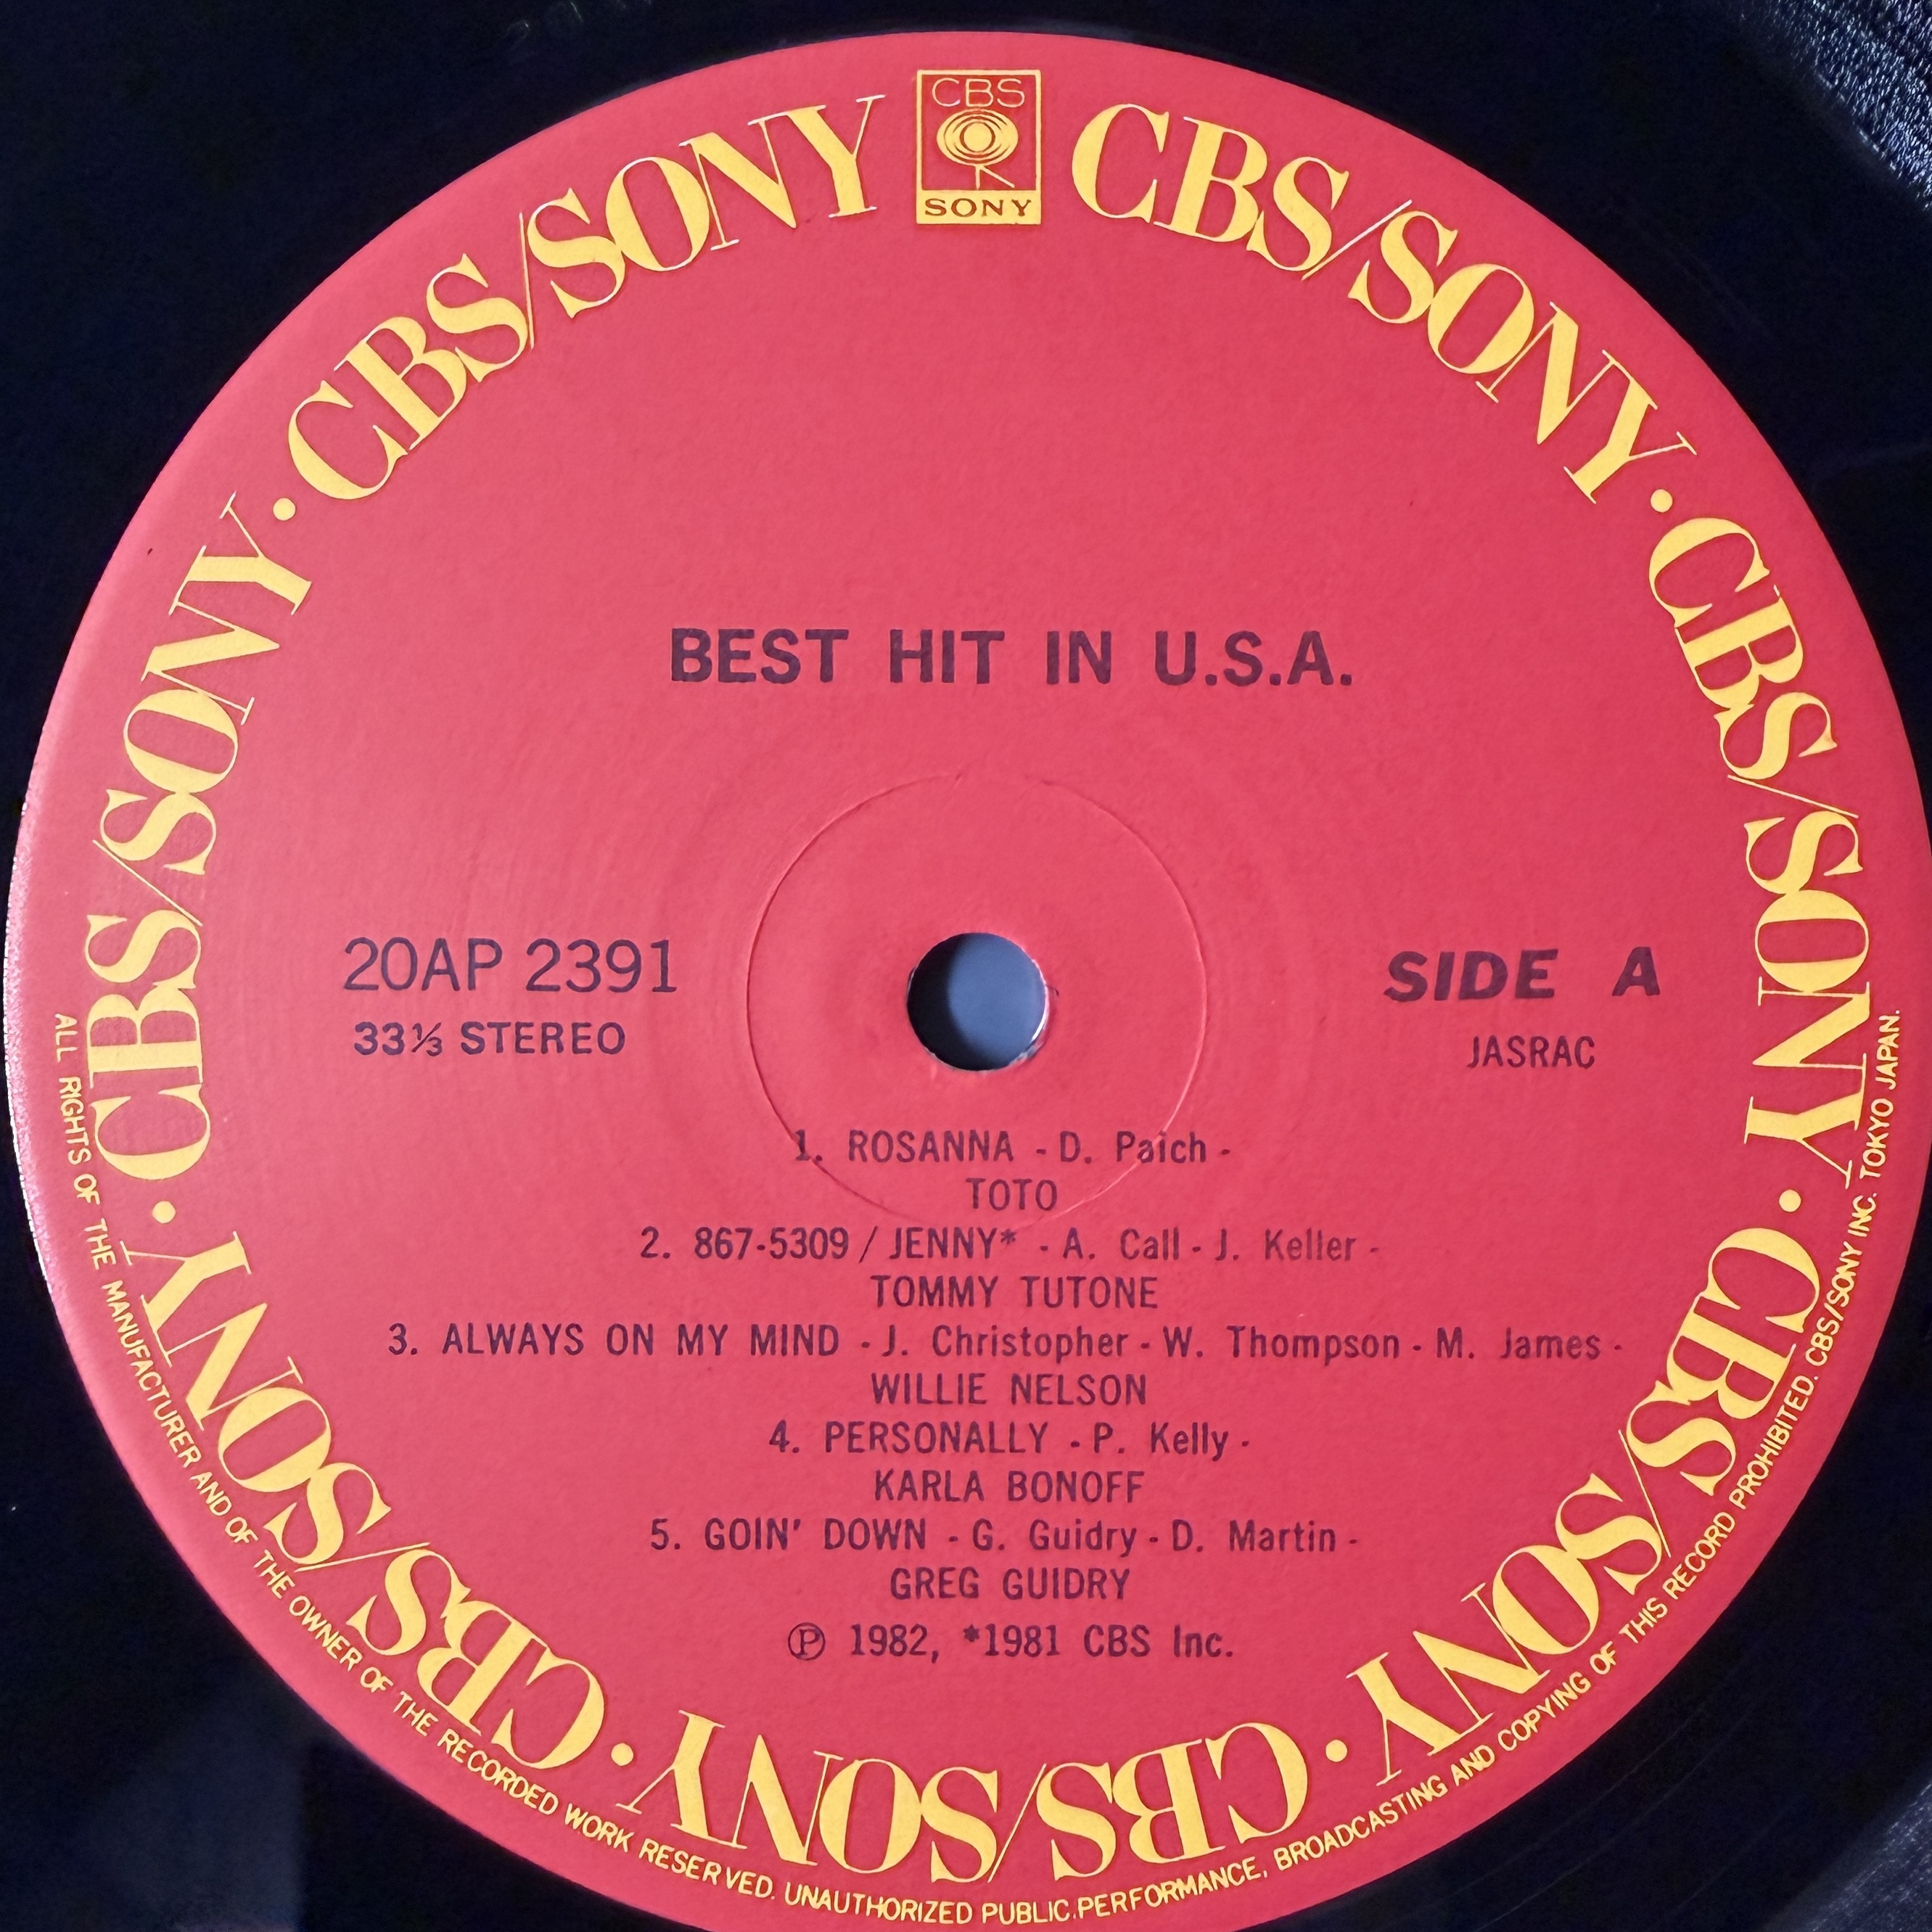 CBS
SONY
CBS/SONY · CBS/SONY · CBS/SONY · CBS/SONY · CBS/SONY · CBS/SONY · CBS/SONY
BEST HIT IN U.S.A.
20AP 2391
33⅓ STEREO
SIDE A
JASRAC
1. ROSANNA - D. Paich -
TOTO
2. 867-5309 / JENNY* - A. Call - J. Keller -
TOMMY TUTONE
3. ALWAYS ON MY MIND - J. Christopher - W. Thompson - M. James -
WILLIE NELSON
4. PERSONALLY - P. Kelly -
KARLA BONOFF
5. GOIN' DOWN - G. Guidry - D. Martin -
GREG GUIDRY
Ⓟ 1982, *1981 CBS Inc.
ALL RIGHTS OF THE MANUFACTURER AND OF THE OWNER OF THE RECORDED WORK RESERVED. UNAUTHORIZED PUBLIC.PERFORMANCE, BROADCASTING AND COPYING OF THIS RECORD PROHIBITED. CBS/SONY INC. TOKYO JAPAN.